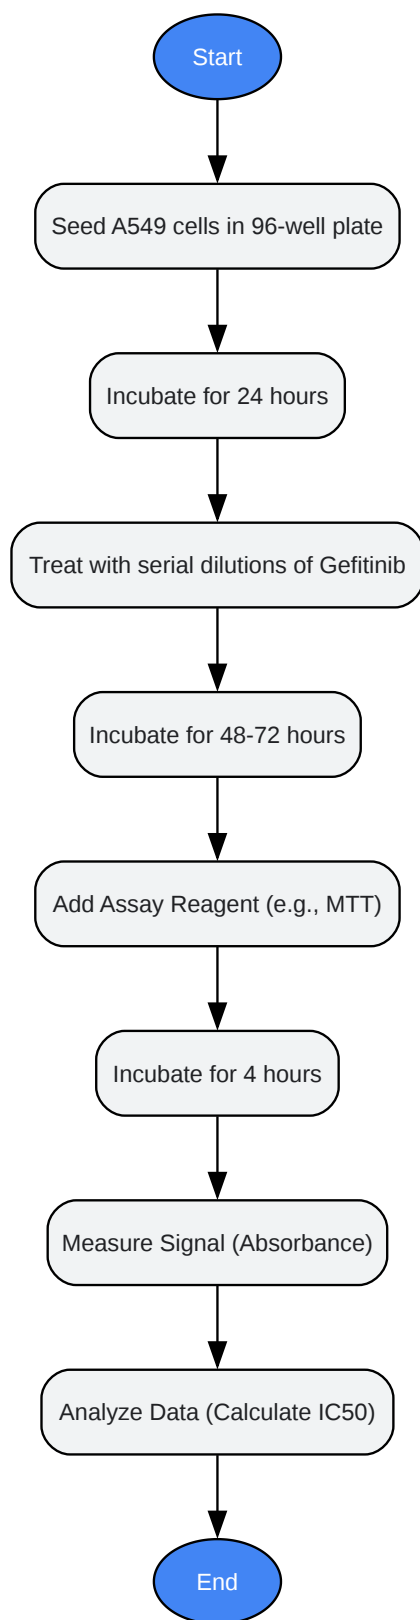 Start
Seed A549 cells in 96-well plate
Incubate for 24 hours
Treat with serial dilutions of Gefitinib
Incubate for 48-72 hours
Add Assay Reagent (e.g., MTT)
Incubate for 4 hours
Measure Signal (Absorbance)
Analyze Data (Calculate IC50)
End